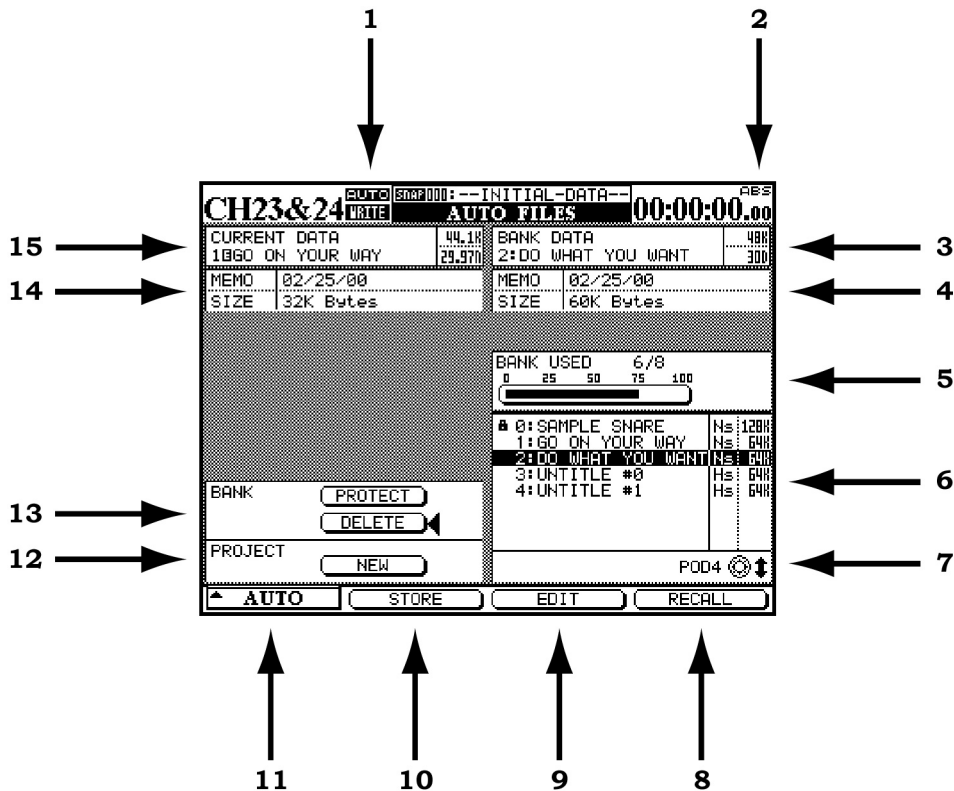 1
2
CH23&24
AUTO
WRITE
SNAP000:--INITIAL-DATA--
AUTO FILES
ABS
00:00:00.00
15
CURRENT DATA
44.1K
1:GO ON YOUR WAY
29.97D
BANK DATA
48K
2:DO WHAT YOU WANT
30D
3
14
MEMO 02/25/00
SIZE 32K Bytes
MEMO 02/25/00
SIZE 60K Bytes
4
BANK USED 6/8
0 25 50 75 100
5
0:SAMPLE SNARE Ns 128K
1:GO ON YOUR WAY Ns 64K
2:DO WHAT YOU WANT Ns 64K
3:UNTITLE #0 Hs 64K
4:UNTITLE #1 Hs 64K
6
13
BANK PROTECT
DELETE
12
PROJECT
NEW
POD4
7
AUTO STORE EDIT RECALL
11 10 9 8